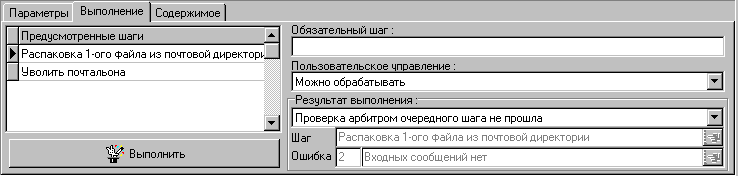 Параметры
Выполнение
Содержимое
Предусмотренные шаги
Распаковка 1-ого файла из почтовой директори
Уволить почтальона
Выполнить
Обязательный шаг :
Пользовательское управление :
Можно обрабатывать
Результат выполнения :
Проверка арбитром очередного шага не прошла
Шаг
Распаковка 1-ого файла из почтовой директории
Ошибка
2
Входных сообщений нет